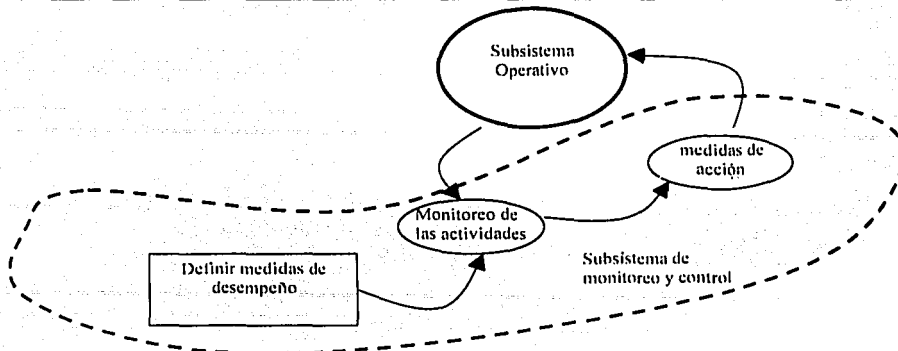 Subsistema
Operativo
medidas de
acción
Monitoreo de
las actividades
Definir medidas de
desempeño
Subsistema de
monitoreo y control